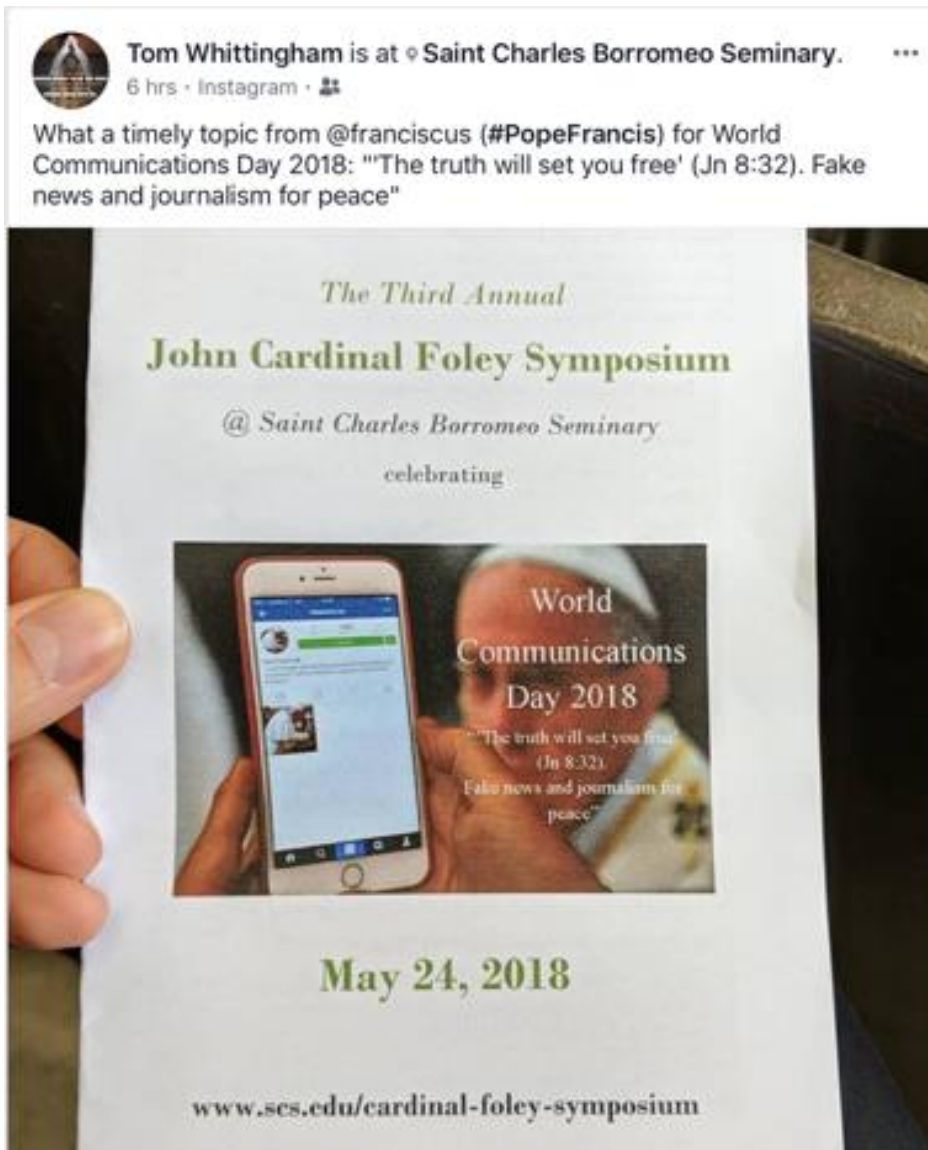 Tom Whittingham is at Saint Charles Borromeo Seminary.
6 hrs · Instagram ·
What a timely topic from @franciscus (#PopeFrancis) for World
Communications Day 2018: "'The truth will set you free' (Jn 8:32). Fake
news and journalism for peace"
The Third Annual
John Cardinal Foley Symposium
@ Saint Charles Borromeo Seminary
celebrating
World
Communications
Day 2018
"'The truth will set you free'
(Jn 8:32).
Fake news and journalism for
peace"
May 24, 2018
www.scs.edu/cardinal-foley-symposium